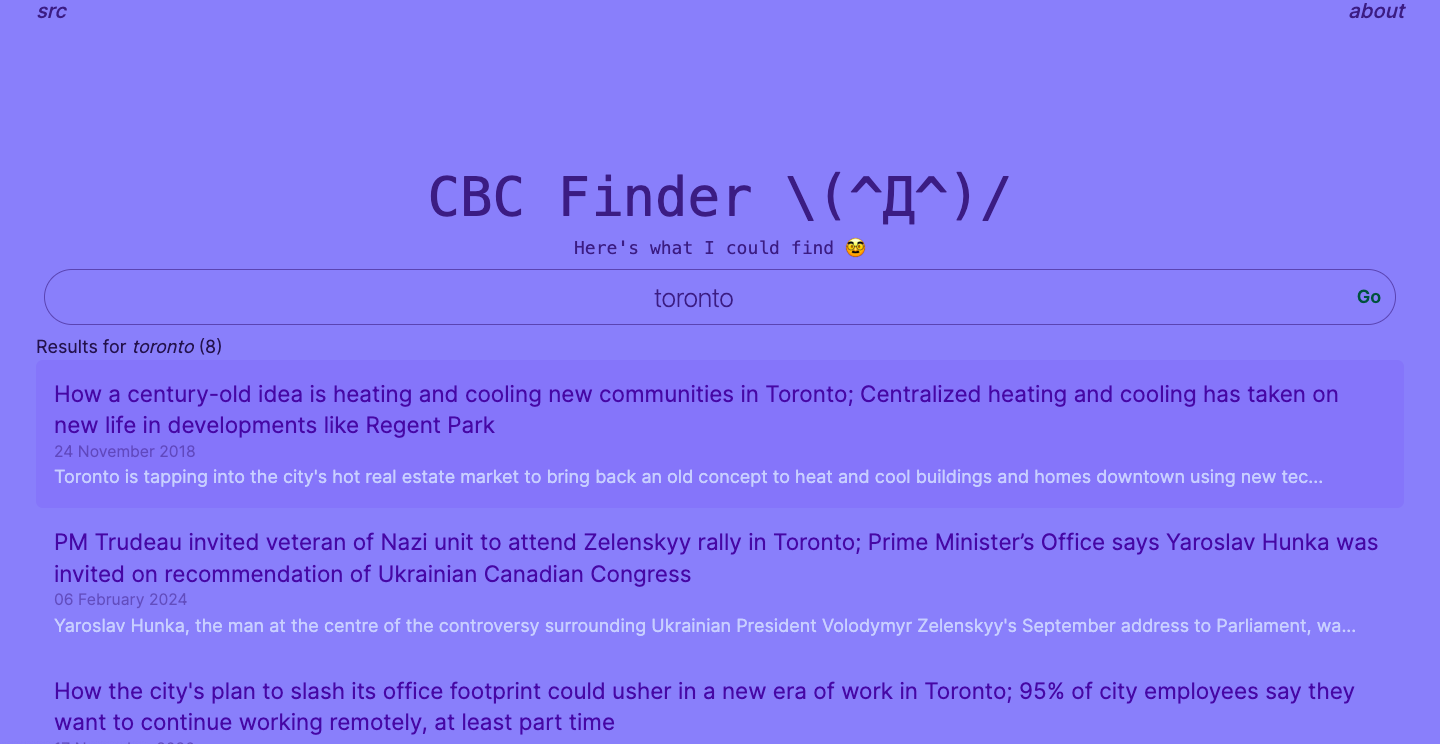 src
about
CBC Finder \(^Д^)/
Here's what I could find 🥸
toronto
Go
Results for toronto (8)
How a century-old idea is heating and cooling new communities in Toronto; Centralized heating and cooling has taken on
new life in developments like Regent Park
24 November 2018
Toronto is tapping into the city's hot real estate market to bring back an old concept to heat and cool buildings and homes downtown using new tec...
PM Trudeau invited veteran of Nazi unit to attend Zelenskyy rally in Toronto; Prime Minister’s Office says Yaroslav Hunka was
invited on recommendation of Ukrainian Canadian Congress
06 February 2024
Yaroslav Hunka, the man at the centre of the controversy surrounding Ukrainian President Volodymyr Zelenskyy's September address to Parliament, wa...
How the city's plan to slash its office footprint could usher in a new era of work in Toronto; 95% of city employees say they
want to continue working remotely, at least part time